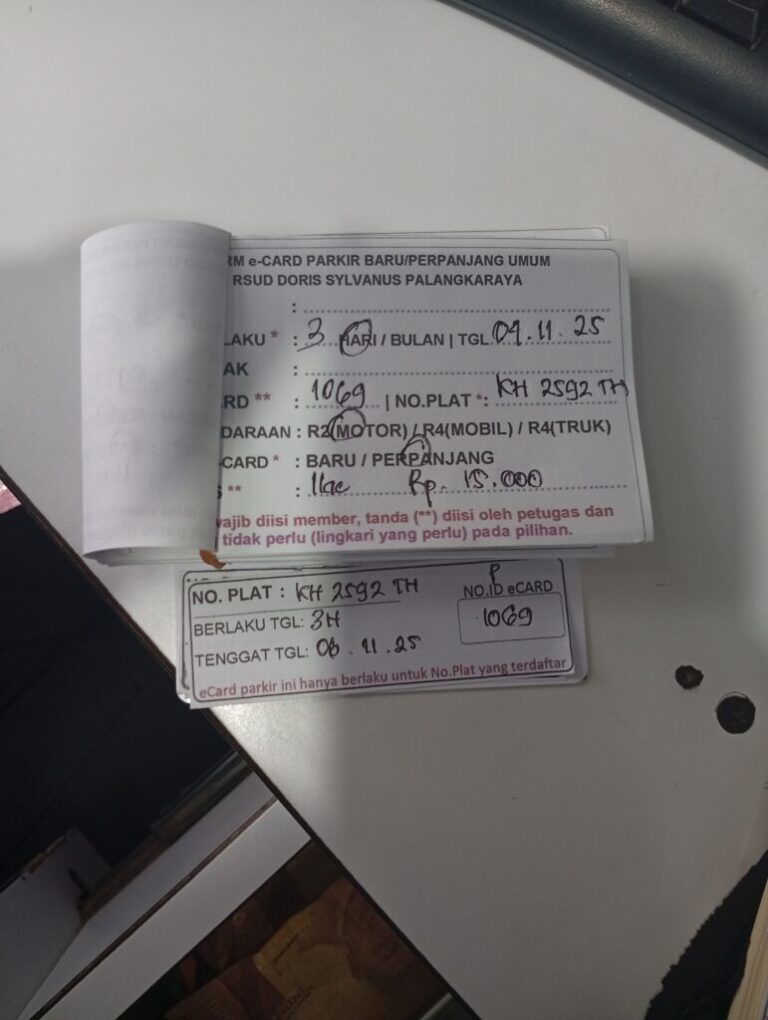 RM e-CARD PARKIR BARU/PERPANJANG UMUM
RSUD DORIS SYLVANUS PALANGKARAYA
:
LAKU * : 3 HARI / BULAN | TGL 04.11.25
AK :
RD ** : 1069 | NO.PLAT *: KH 2592 TH
DARAAN : R2(MOTOR) / R4(MOBIL) / R4(TRUK)
-CARD * : BARU / PERPANJANG
** : Rp. 15.000
wajib diisi member, tanda (**) diisi oleh petugas dan
tidak perlu (lingkari yang perlu) pada pilihan.
NO. PLAT : KH 2592 TH
P
NO.ID eCARD
BERLAKU TGL: 3H
1069
TENGGAT TGL: 06.11.25
eCard parkir ini hanya berlaku untuk No.Plat yang terdaftar